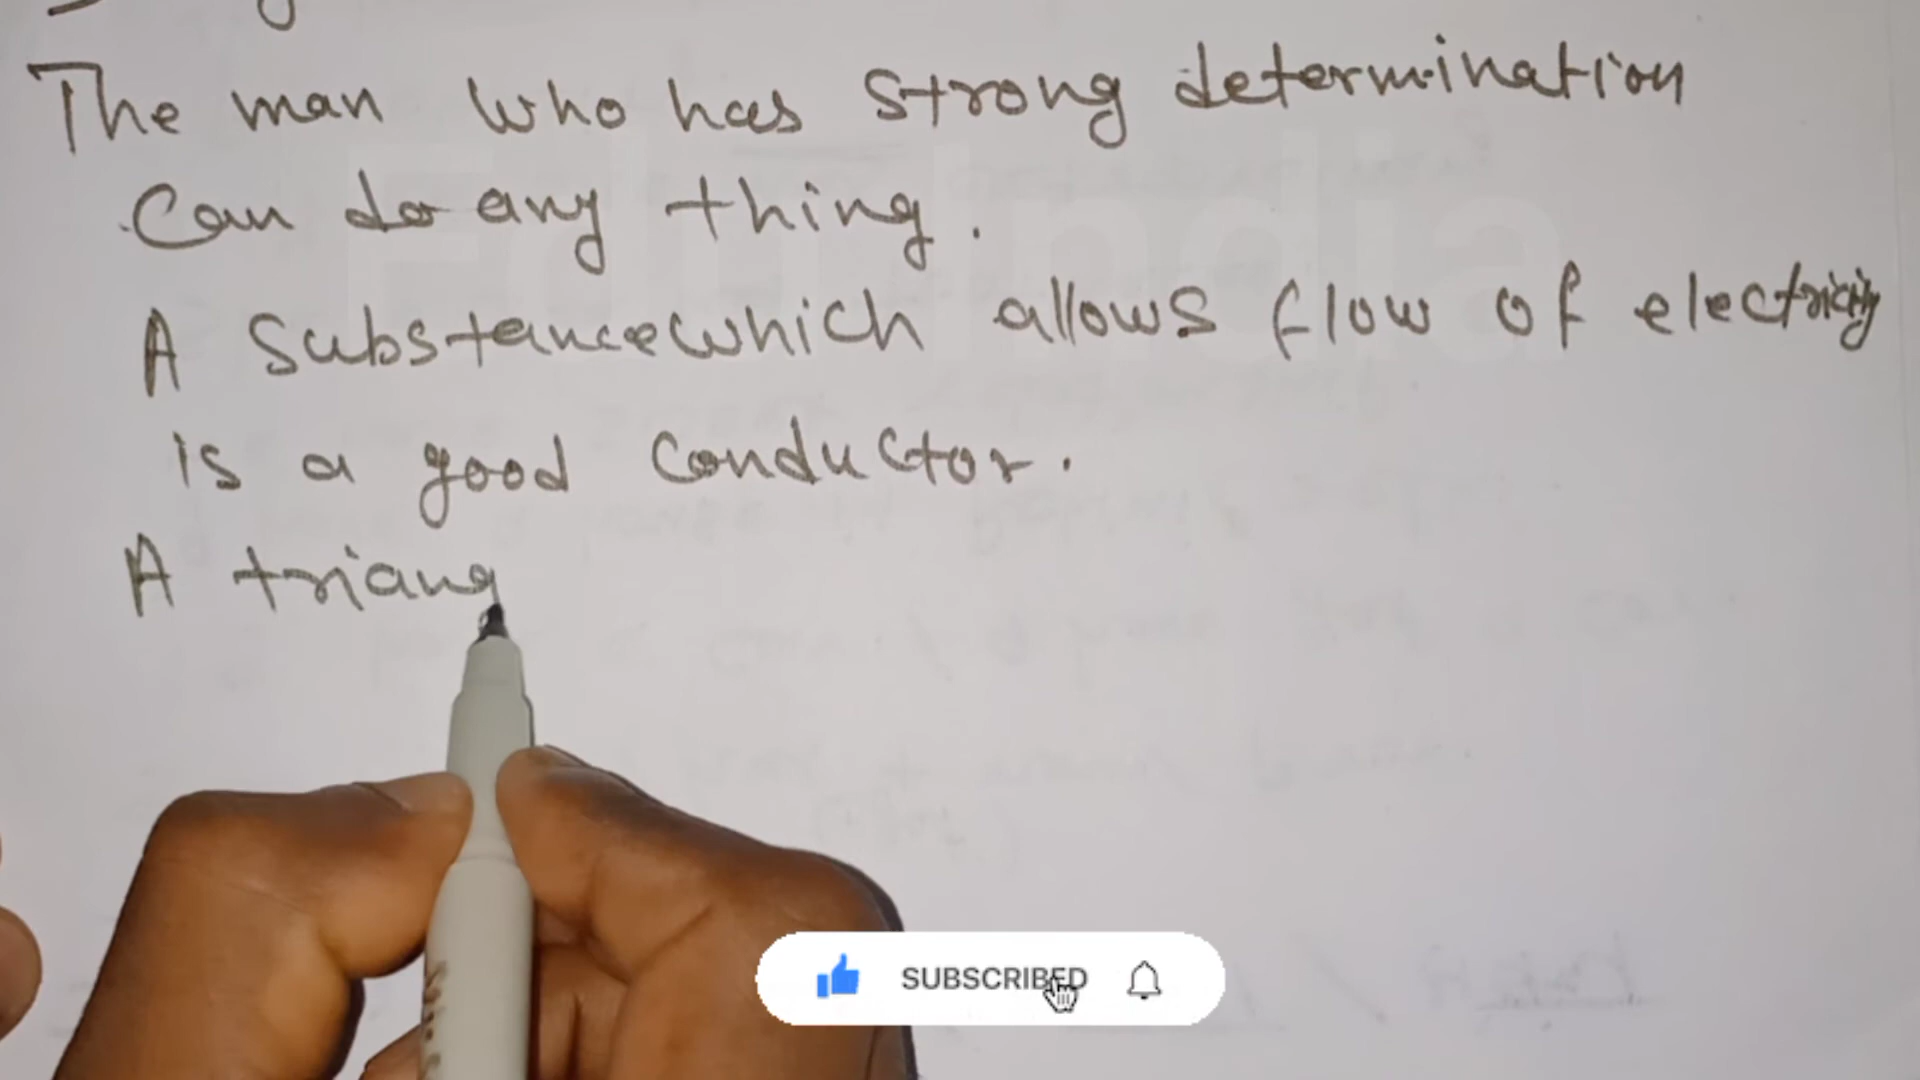 The man who has strong determination
Can do any thing.
A Substance which allows flow of electricity
is a good conductor.
A triang
SUBSCRIBED